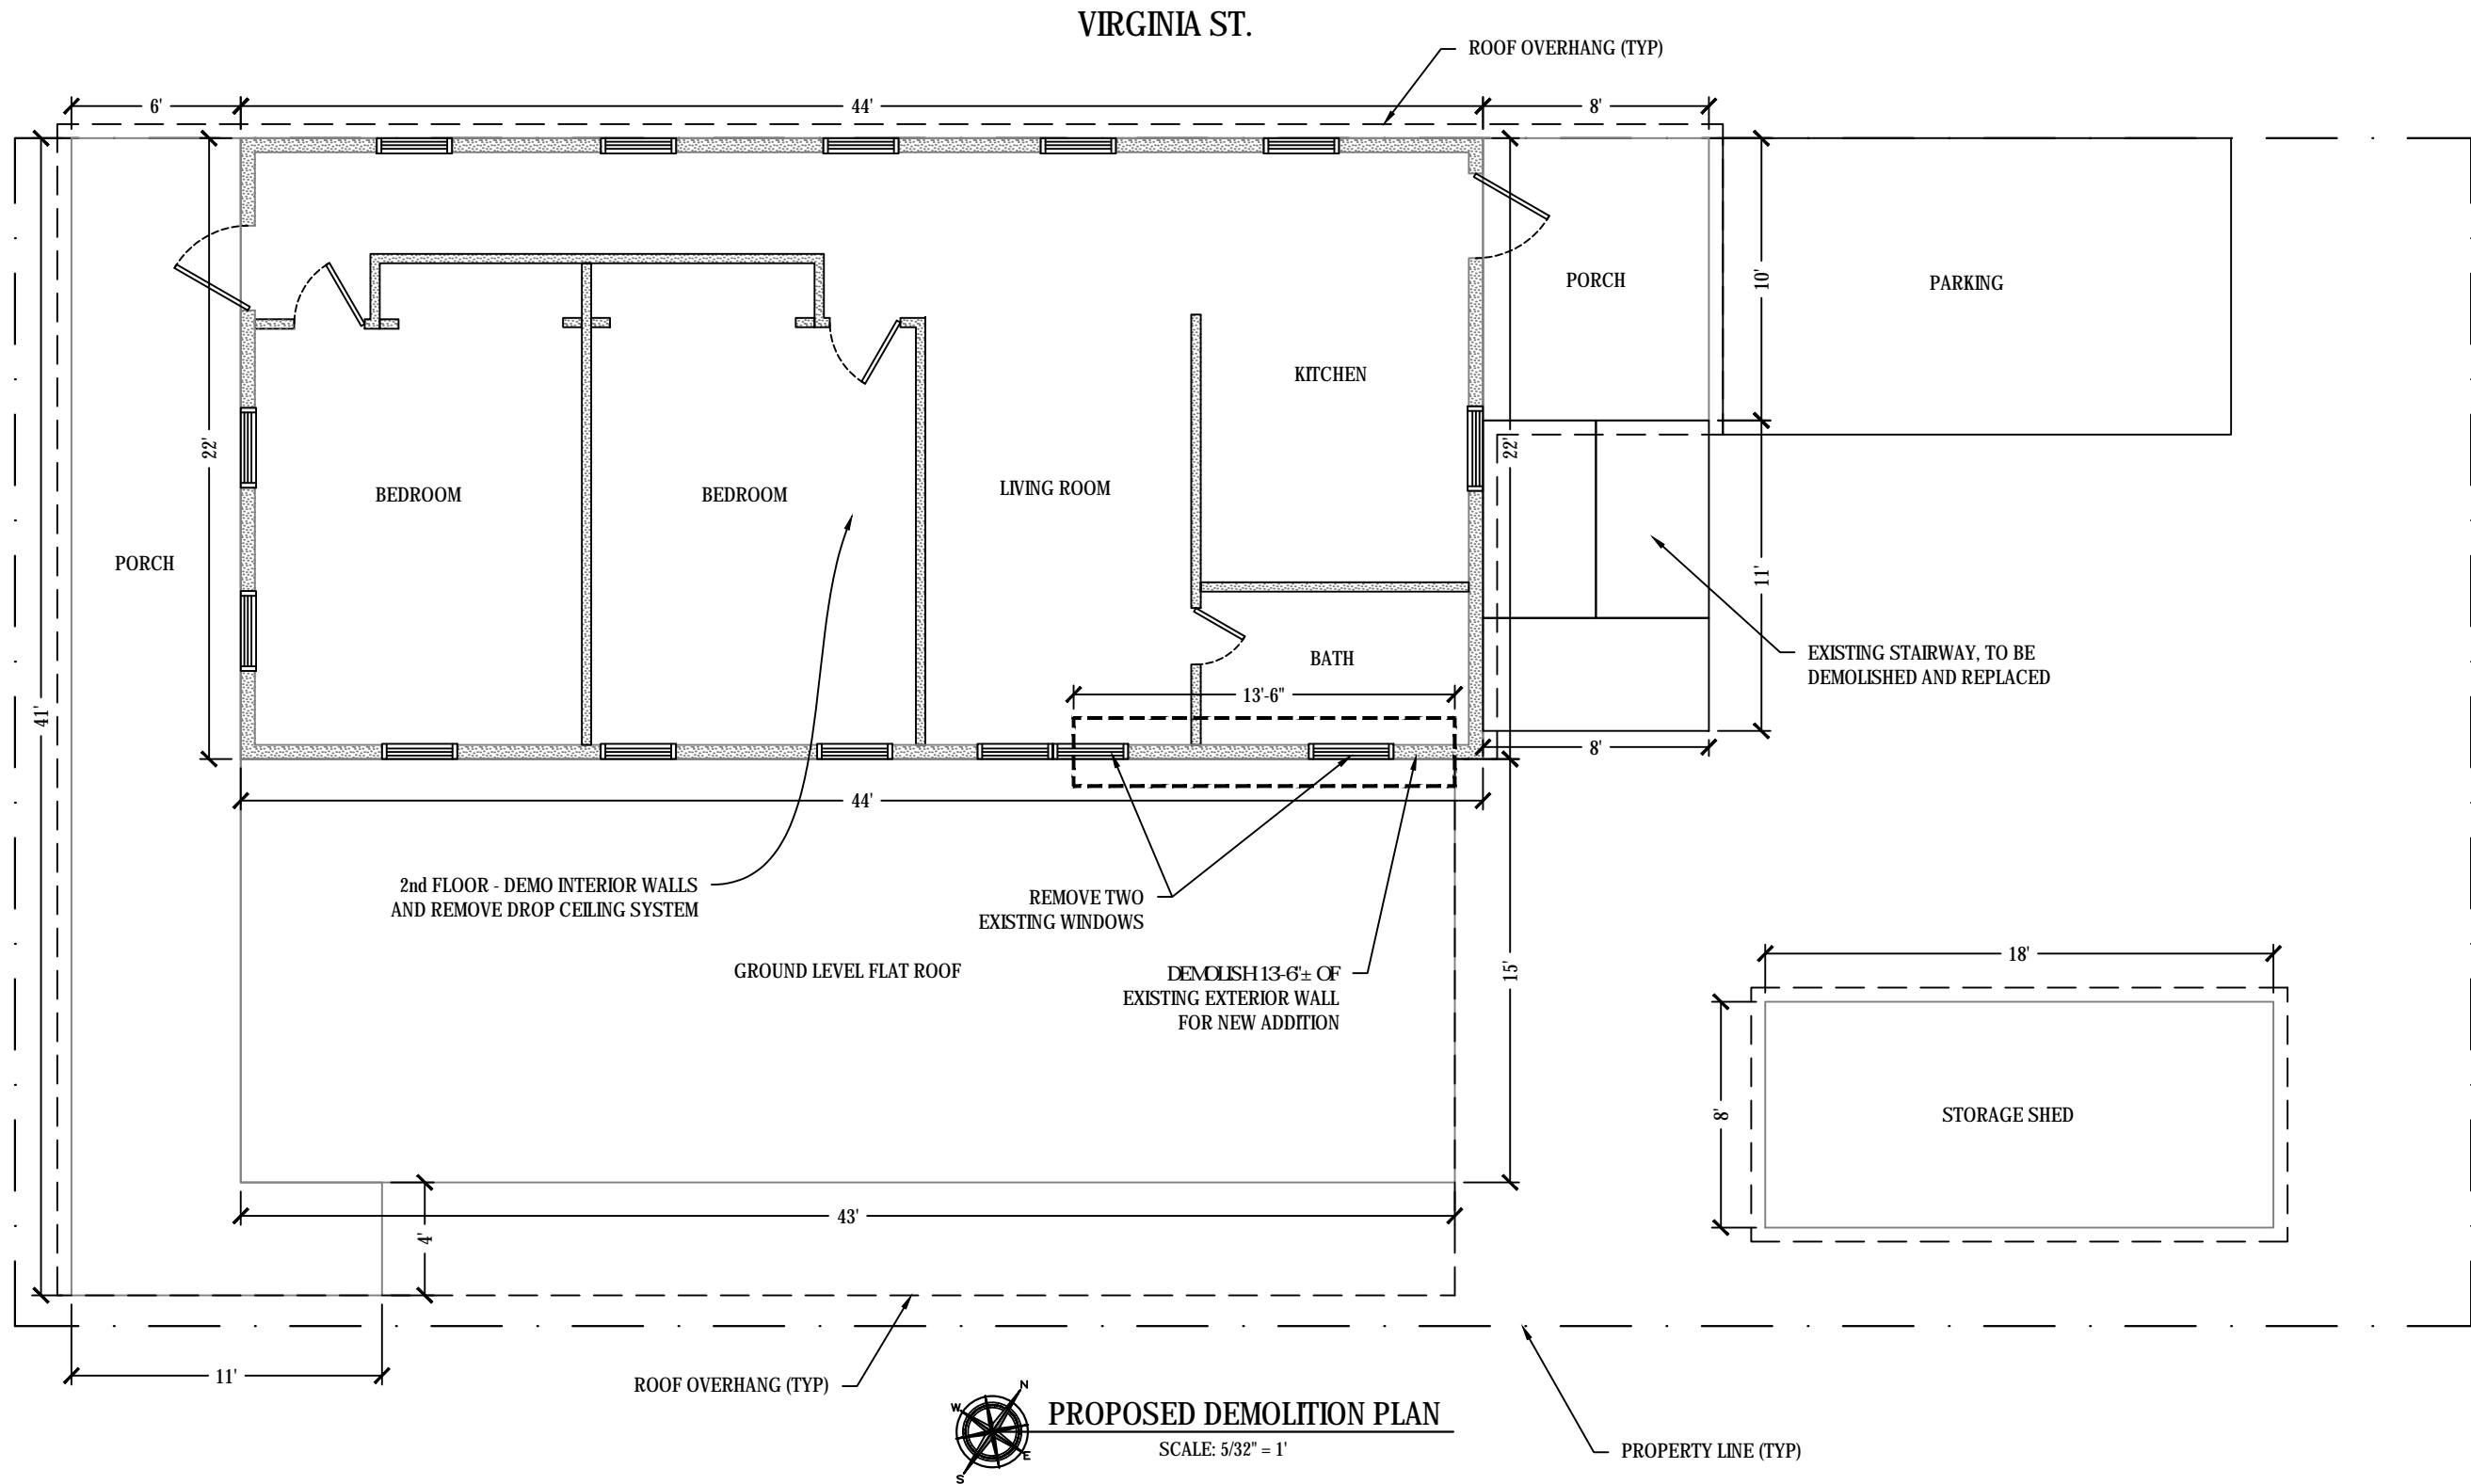 VIRGINIA ST.
ROOF OVERHANG (TYP)
6'
44'
8'
22'
10'
PORCH
PARKING
KITCHEN
22'
22'
BEDROOM
BEDROOM
LIVING ROOM
PORCH
11'
EXISTING STAIRWAY, TO BE
DEMOLISHED AND REPLACED
BATH
13'-6"
41'
8'
44'
2nd FLOOR - DEMO INTERIOR WALLS
AND REMOVE DROP CEILING SYSTEM
REMOVE TWO
EXISTING WINDOWS
GROUND LEVEL FLAT ROOF
DEMOLISH 13'-6"± OF
EXISTING EXTERIOR WALL
FOR NEW ADDITION
15'
18'
8'
STORAGE SHED
43'
4'
11'
ROOF OVERHANG (TYP)
N
W
E
S
PROPOSED DEMOLITION PLAN
SCALE: 5/32" = 1'
PROPERTY LINE (TYP)